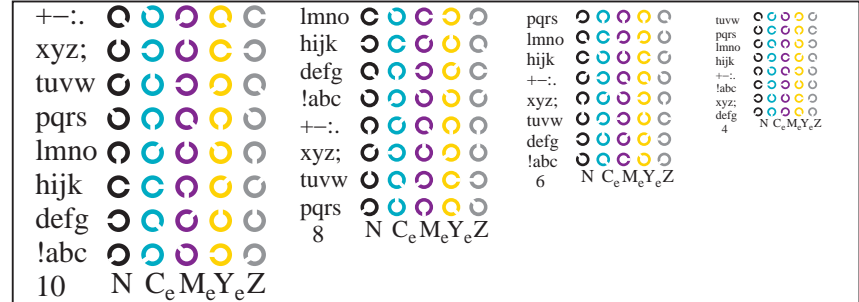 +−:.
xyz;
tuvw
pqrs
lmno
hijk
defg
!abc
10 N CeMeYeZ
lmno
hijk
defg
!abc
+−:.
xyz;
tuvw
pqrs
8 N CeMeYeZ
pqrs
lmno
hijk
+−:.
xyz;
tuvw
defg
!abc
6 N CeMeYeZ
tuvw
pqrs
lmno
hijk
+−:.
!abc
xyz;
defg
4 N CeMeYeZ